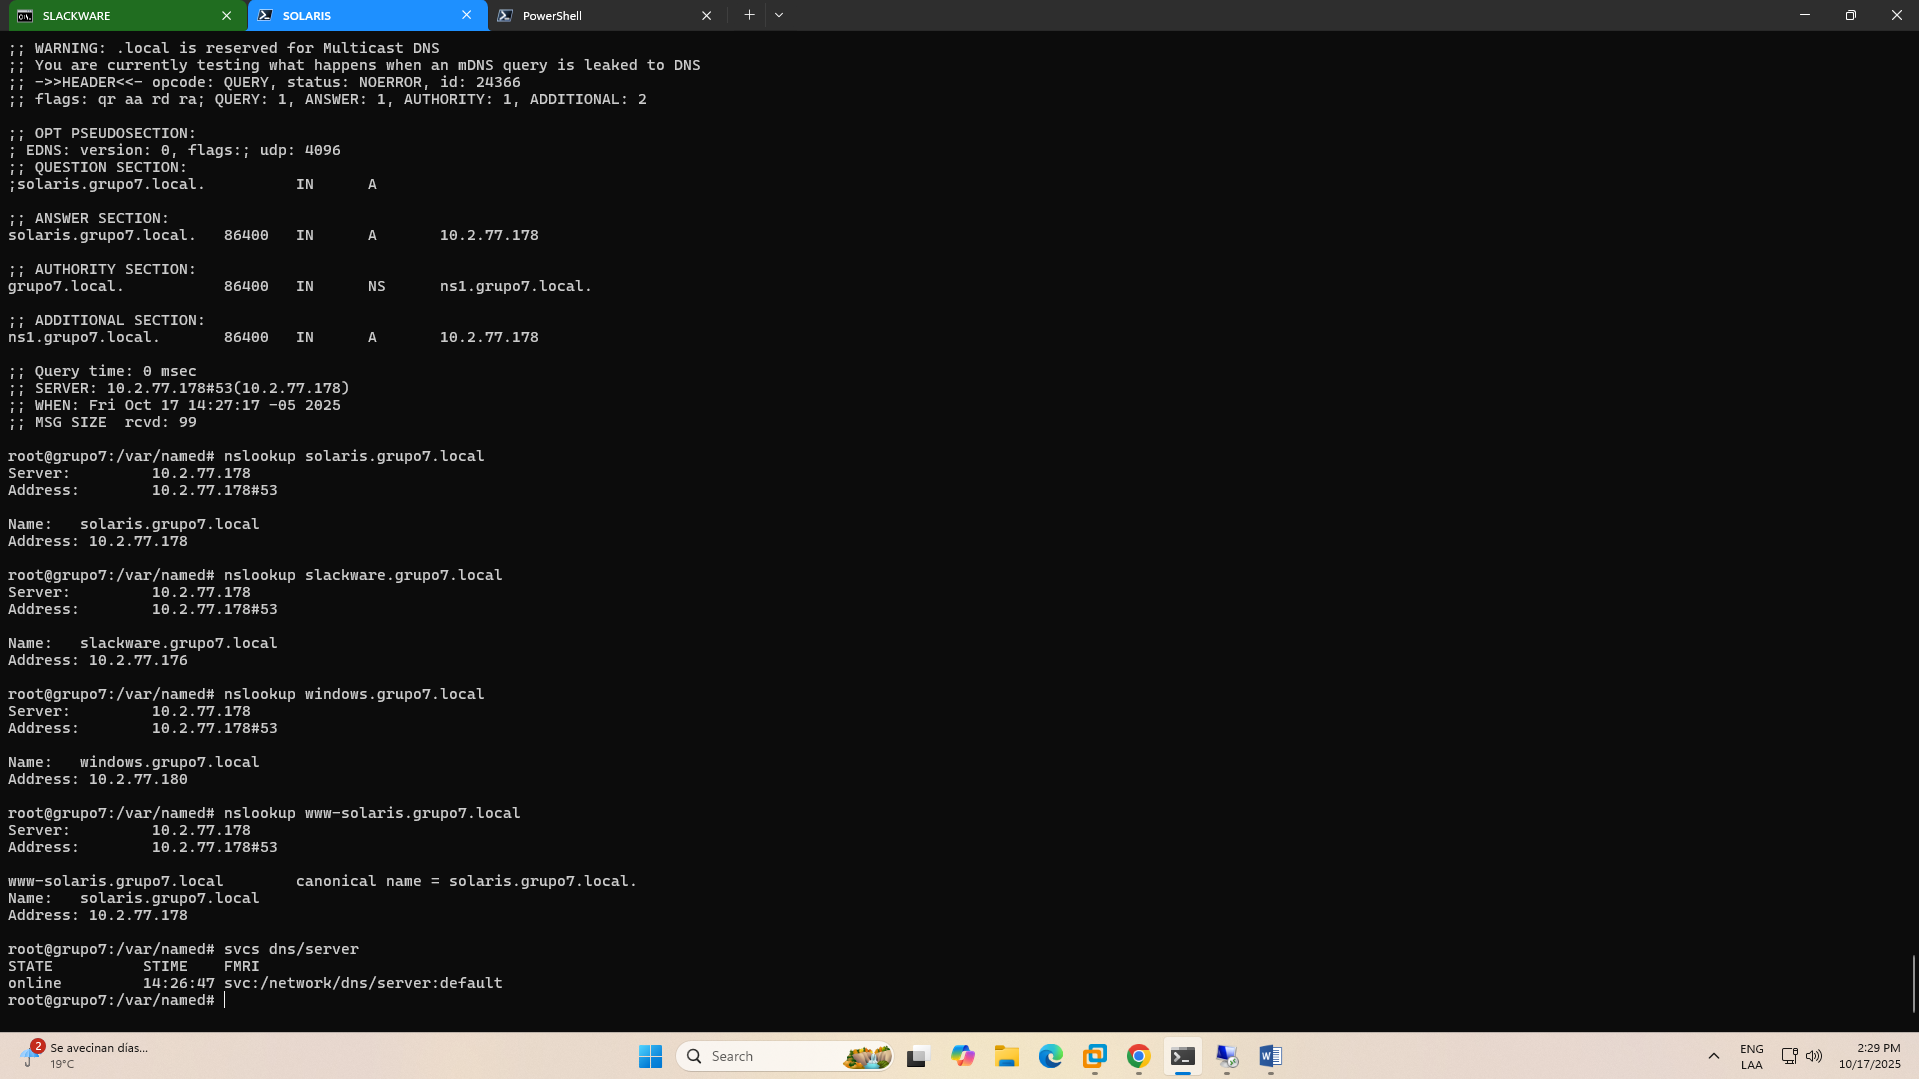 SLACKWARE
SOLARIS
PowerShell
;; WARNING: .local is reserved for Multicast DNS
;; You are currently testing what happens when an mDNS query is leaked to DNS
;; ->>HEADER<<- opcode: QUERY, status: NOERROR, id: 24366
;; flags: qr aa rd ra; QUERY: 1, ANSWER: 1, AUTHORITY: 1, ADDITIONAL: 2
;; OPT PSEUDOSECTION:
; EDNS: version: 0, flags:; udp: 4096
;; QUESTION SECTION:
;solaris.grupo7.local. IN A
;; ANSWER SECTION:
solaris.grupo7.local. 86400 IN A 10.2.77.178
;; AUTHORITY SECTION:
grupo7.local. 86400 IN NS ns1.grupo7.local.
;; ADDITIONAL SECTION:
ns1.grupo7.local. 86400 IN A 10.2.77.178
;; Query time: 0 msec
;; SERVER: 10.2.77.178#53(10.2.77.178)
;; WHEN: Fri Oct 17 14:27:17 -05 2025
;; MSG SIZE  rcvd: 99
root@grupo7:/var/named# nslookup solaris.grupo7.local
Server: 10.2.77.178
Address: 10.2.77.178#53
Name: solaris.grupo7.local
Address: 10.2.77.178
root@grupo7:/var/named# nslookup slackware.grupo7.local
Server: 10.2.77.178
Address: 10.2.77.178#53
Name: slackware.grupo7.local
Address: 10.2.77.176
root@grupo7:/var/named# nslookup windows.grupo7.local
Server: 10.2.77.178
Address: 10.2.77.178#53
Name: windows.grupo7.local
Address: 10.2.77.180
root@grupo7:/var/named# nslookup www-solaris.grupo7.local
Server: 10.2.77.178
Address: 10.2.77.178#53
www-solaris.grupo7.local canonical name = solaris.grupo7.local.
Name: solaris.grupo7.local
Address: 10.2.77.178
root@grupo7:/var/named# svcs dns/server
STATE STIME FMRI
online 14:26:47 svc:/network/dns/server:default
root@grupo7:/var/named#
2
Se avecinan días...
19°C
Search
ENG
LAA
2:29 PM
10/17/2025